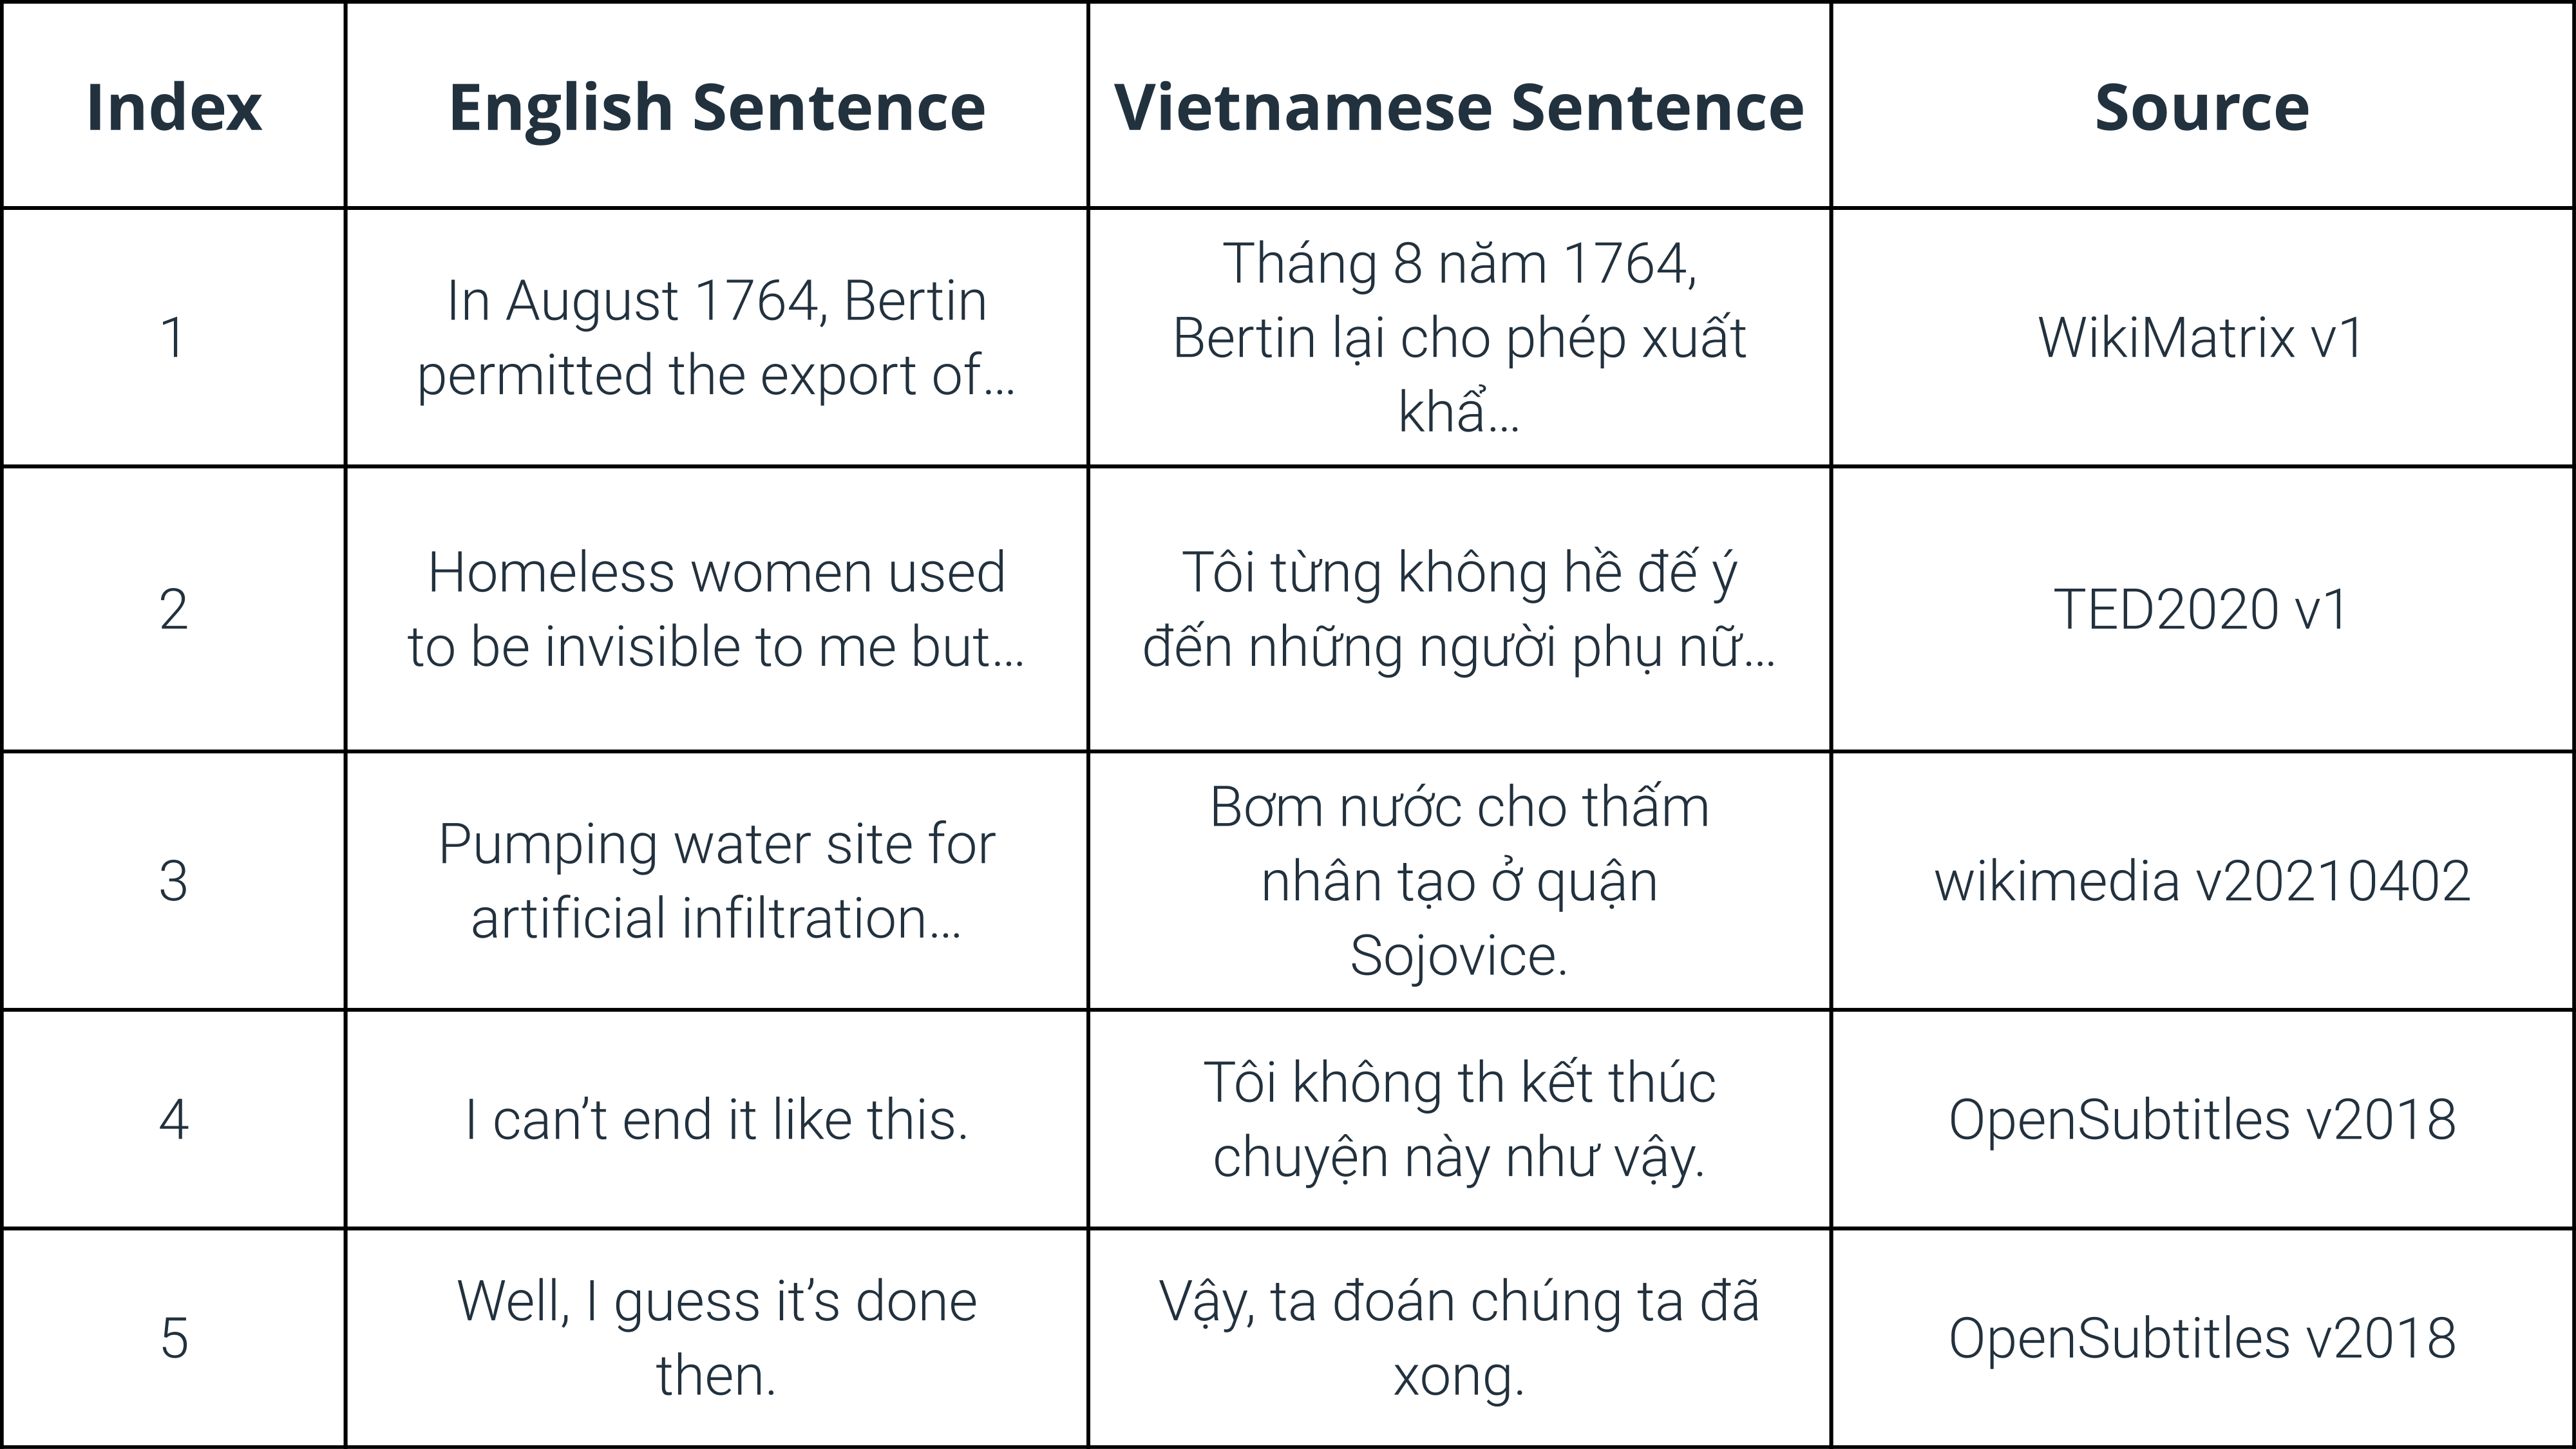 Index English Sentence Vietnamese Sentence Source
1
In August 1764, Bertin
permitted the export of...
Tháng 8 năm 1764,
Bertin lại cho phép xuất
khẩ...
WikiMatrix v1
2
Homeless women used
to be invisible to me but...
Tôi từng không hề đế ý
đến những người phụ nữ...
TED2020 v1
3
Pumping water site for
artificial infiltration...
Bơm nước cho thấm
nhân tạo ở quận
Sojovice.
wikimedia v20210402
4
I can’t end it like this.
Tôi không th kết thúc
chuyện này như vậy.
OpenSubtitles v2018
5
Well, I guess it’s done
then.
Vậy, ta đoán chúng ta đã
xong.
OpenSubtitles v2018